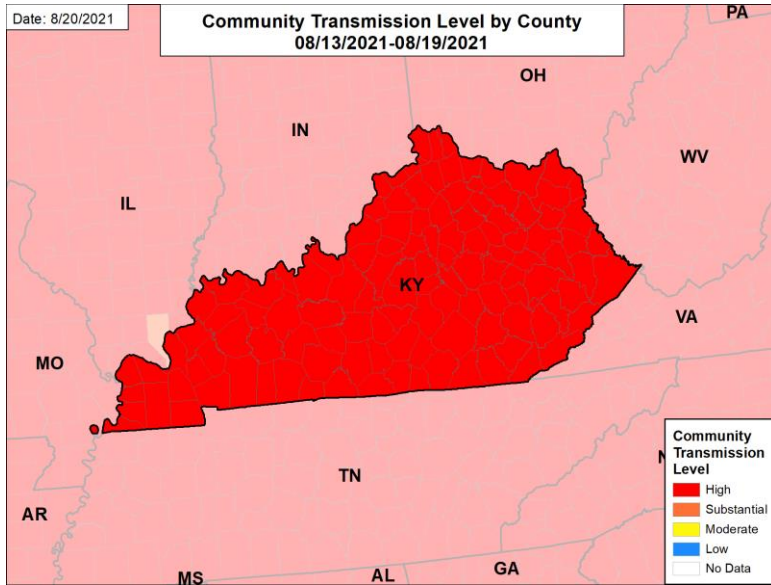 Date: 8/20/2021
Community Transmission Level by County
08/13/2021-08/19/2021
PA
OH
IN
WV
IL
KY
VA
MO
TN
N
AR
MS
AL
GA
Community
Transmission
Level
High
Substantial
Moderate
Low
No Data